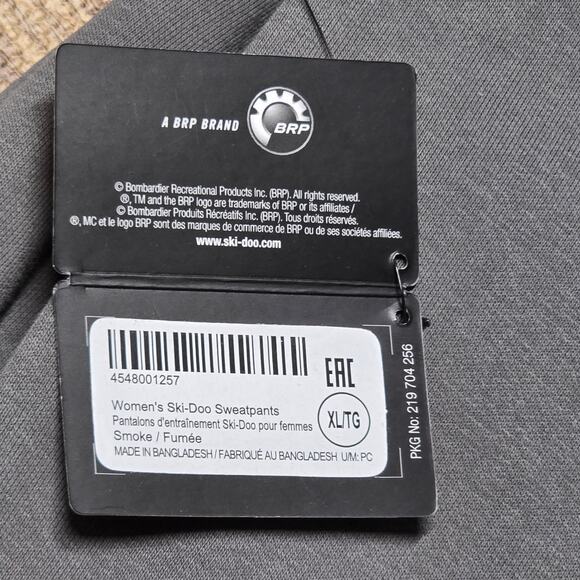 A BRP BRAND
BRP
© Bombardier Recreational Products Inc. (BRP). All rights reserved.
®, TM and the BRP logo are trademarks of BRP or its affiliates /
© Bombardier Produits Récréatifs Inc. (BRP). Tous droits réservés.
®, MC et le logo BRP sont des marques de commerce de BRP ou de ses sociétés affiliées.
www.ski-doo.com
4548001257
EAC
Women's Ski-Doo Sweatpants
Pantalons d'entraînement Ski-Doo pour femmes
Smoke / Fumée
MADE IN BANGLADESH / FABRIQUÉ AU BANGLADESH U/M: PC
XL/TG
PKG No: 219 704 256